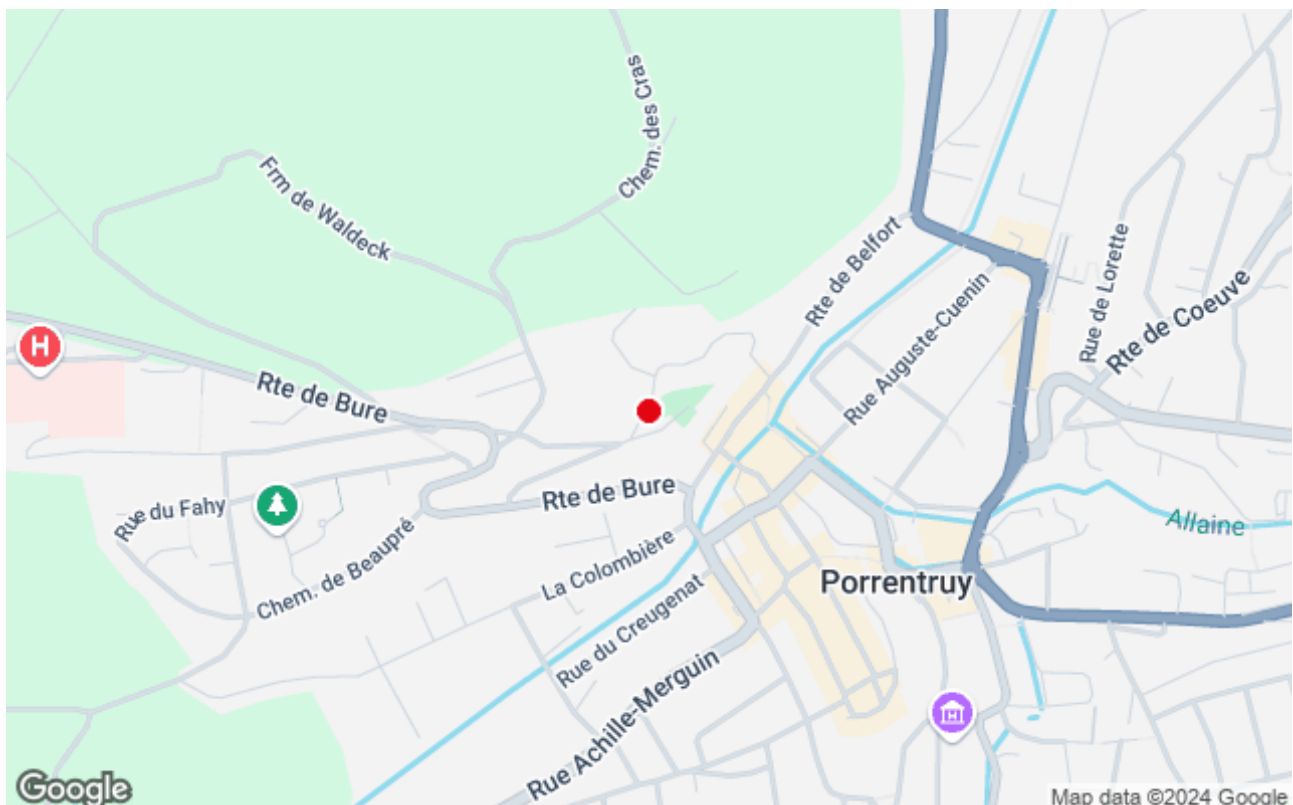 Chem. des Cras
Frm de Waldeck
Rte de Belfort
Rue de Lorette
Rte de Coeuve
Rue Auguste-Cuenin
H
Rte de Bure
Rte de Bure
Rue du Fahy
Allaine
Chem. de Beaupré
La Colombière
Porrentruy
Rue du Creugenat
Rue Achille-Merguin
Google
Map data ©2024 Google